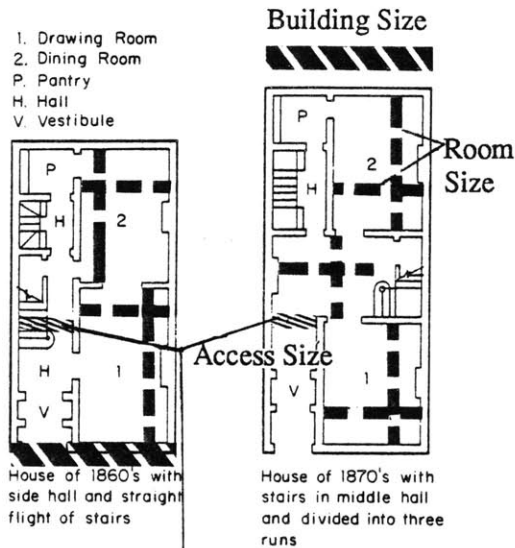 Building Size
1. Drawing Room
2. Dining Room
P. Pantry
H. Hall
V. Vestibule
P
H
2
H
1
V
P
H
2
Room
Size
Access Size
V
1
House of 1860's with
side hall and straight
flight of stairs
House of 1870's with
stairs in middle hall
and divided into three
runs